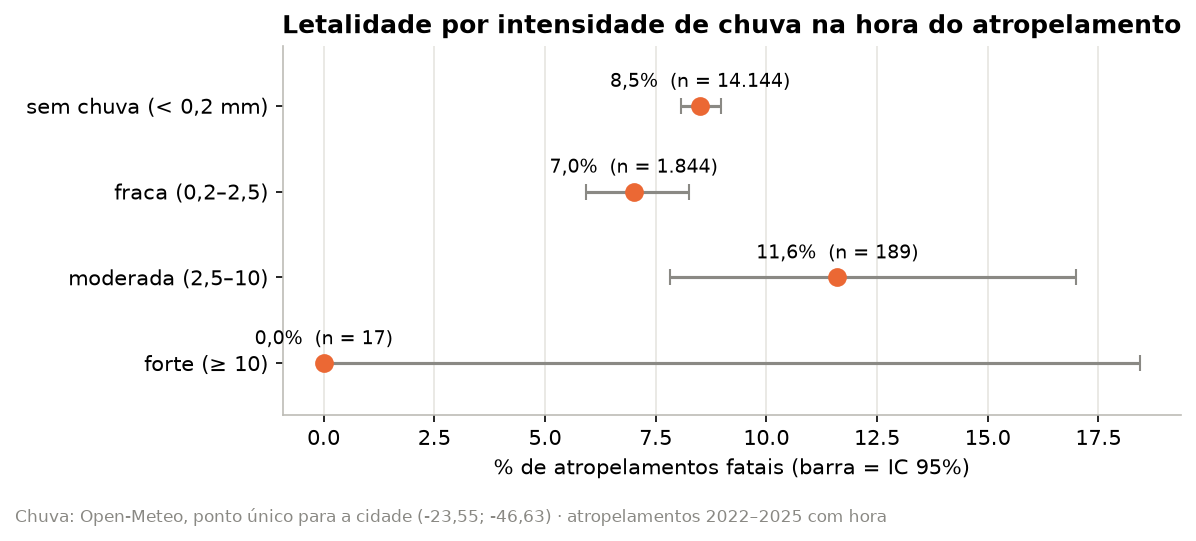 Letalidade por intensidade de chuva na hora do atropelamento
8,5%  (n = 14.144)
sem chuva (< 0,2 mm)
7,0%  (n = 1.844)
fraca (0,2–2,5)
11,6%  (n = 189)
moderada (2,5–10)
0,0%  (n = 17)
forte (≥ 10)
0.0 2.5 5.0 7.5 10.0 12.5 15.0 17.5
% de atropelamentos fatais (barra = IC 95%)
Chuva: Open-Meteo, ponto único para a cidade (-23,55; -46,63) · atropelamentos 2022–2025 com hora